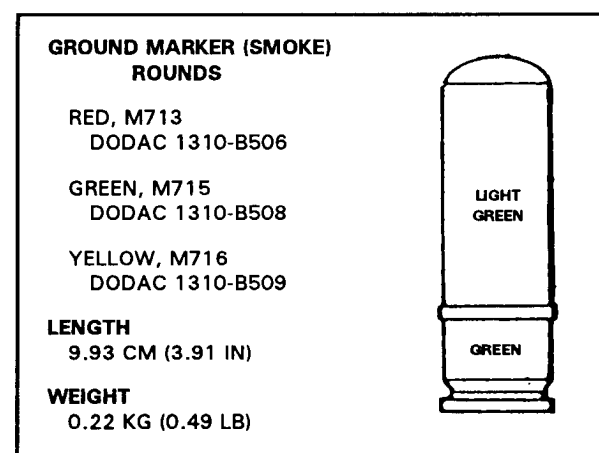 GROUND MARKER (SMOKE)
ROUNDS
RED, M713
DODAC 1310-B506
GREEN, M715
DODAC 1310-B508
YELLOW, M716
DODAC 1310-B509
LENGTH
9.93 CM (3.91 IN)
WEIGHT
0.22 KG (0.49 LB)
LIGHT
GREEN
GREEN